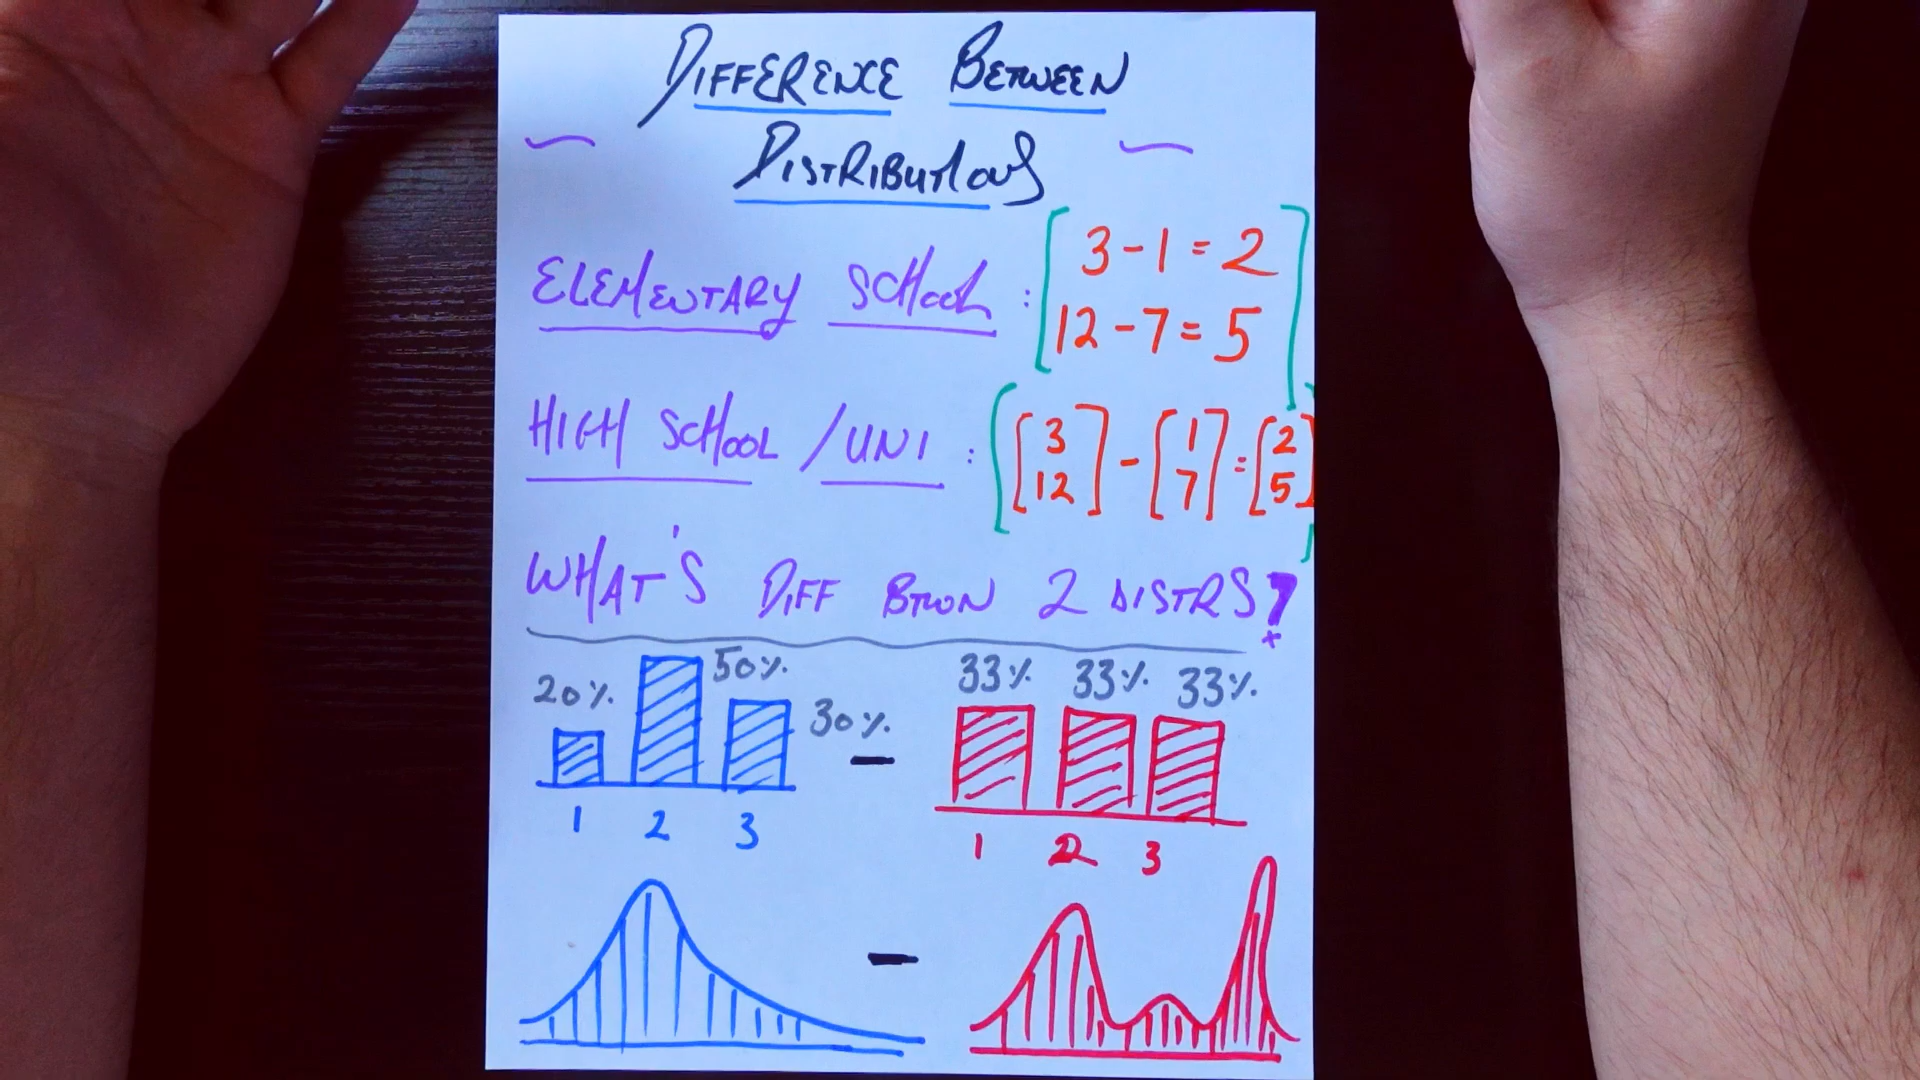 DIFFERENCE BETWEEN
DISTRIBUTIONS
ELEMENTARY SCHOOL :
3 - 1 = 2
12 - 7 = 5
HIGH SCHOOL / UNI :
[3 12] - [1 7] = [2 5]
WHAT'S DIFF BTWN 2 DISTRS?
20% 50% 30% - 33% 33% 33%
1 2 3 1 2 3
-